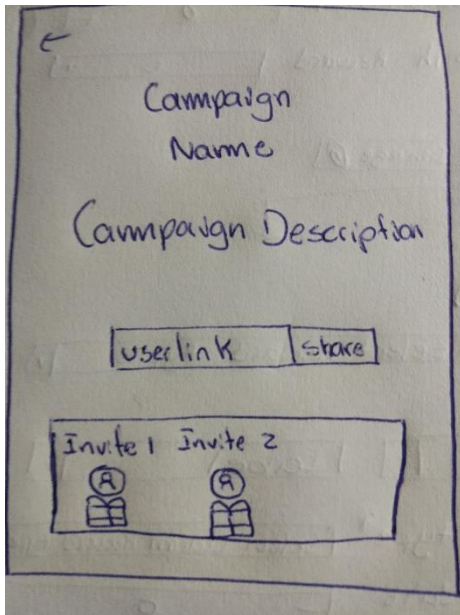 ←
Campaign
Name
Campaign Description
userlink share
Invite 1 Invite 2